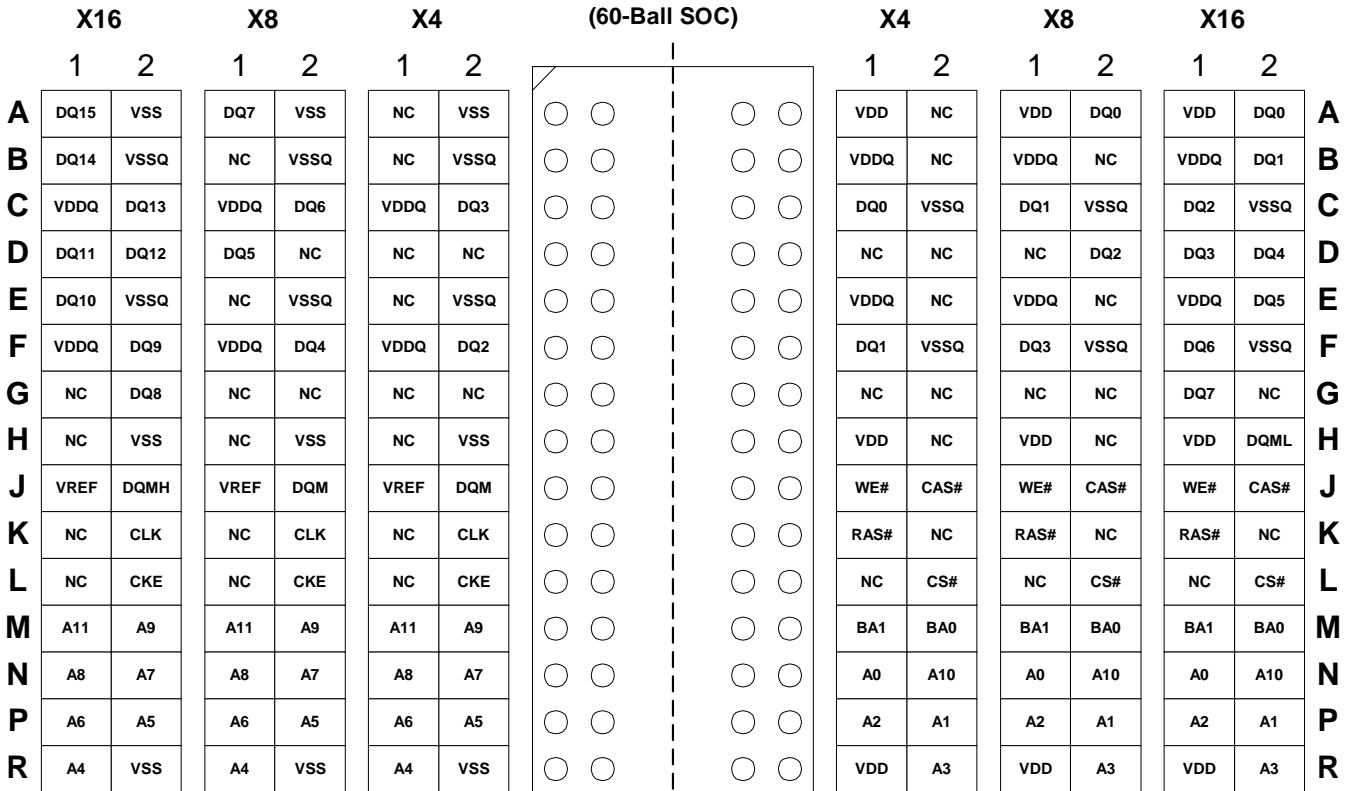 X16 X8 X4 (60-Ball SOC) X4 X8 X16
1 2 1 2 1 2 1 2 1 2 1 2
A DQ15 VSS DQ7 VSS NC VSS VDD NC VDD DQ0 VDD DQ0 A
B DQ14 VSSQ NC VSSQ NC VSSQ VDDQ NC VDDQ NC VDDQ DQ1 B
C VDDQ DQ13 VDDQ DQ6 VDDQ DQ3 DQ0 VSSQ DQ1 VSSQ DQ2 VSSQ C
D DQ11 DQ12 DQ5 NC NC NC NC NC NC DQ2 DQ3 DQ4 D
E DQ10 VSSQ NC VSSQ NC VSSQ VDDQ NC VDDQ NC VDDQ DQ5 E
F VDDQ DQ9 VDDQ DQ4 VDDQ DQ2 DQ1 VSSQ DQ3 VSSQ DQ6 VSSQ F
G NC DQ8 NC NC NC NC NC NC NC NC DQ7 NC G
H NC VSS NC VSS NC VSS VDD NC VDD NC VDD DQML H
J VREF DQMH VREF DQM VREF DQM WE# CAS# WE# CAS# WE# CAS# J
K NC CLK NC CLK NC CLK RAS# NC RAS# NC RAS# NC K
L NC CKE NC CKE NC CKE NC CS# NC CS# NC CS# L
M A11 A9 A11 A9 A11 A9 BA1 BA0 BA1 BA0 BA1 BA0 M
N A8 A7 A8 A7 A8 A7 A0 A10 A0 A10 A0 A10 N
P A6 A5 A6 A5 A6 A5 A2 A1 A2 A1 A2 A1 P
R A4 VSS A4 VSS A4 VSS VDD A3 VDD A3 VDD A3 R